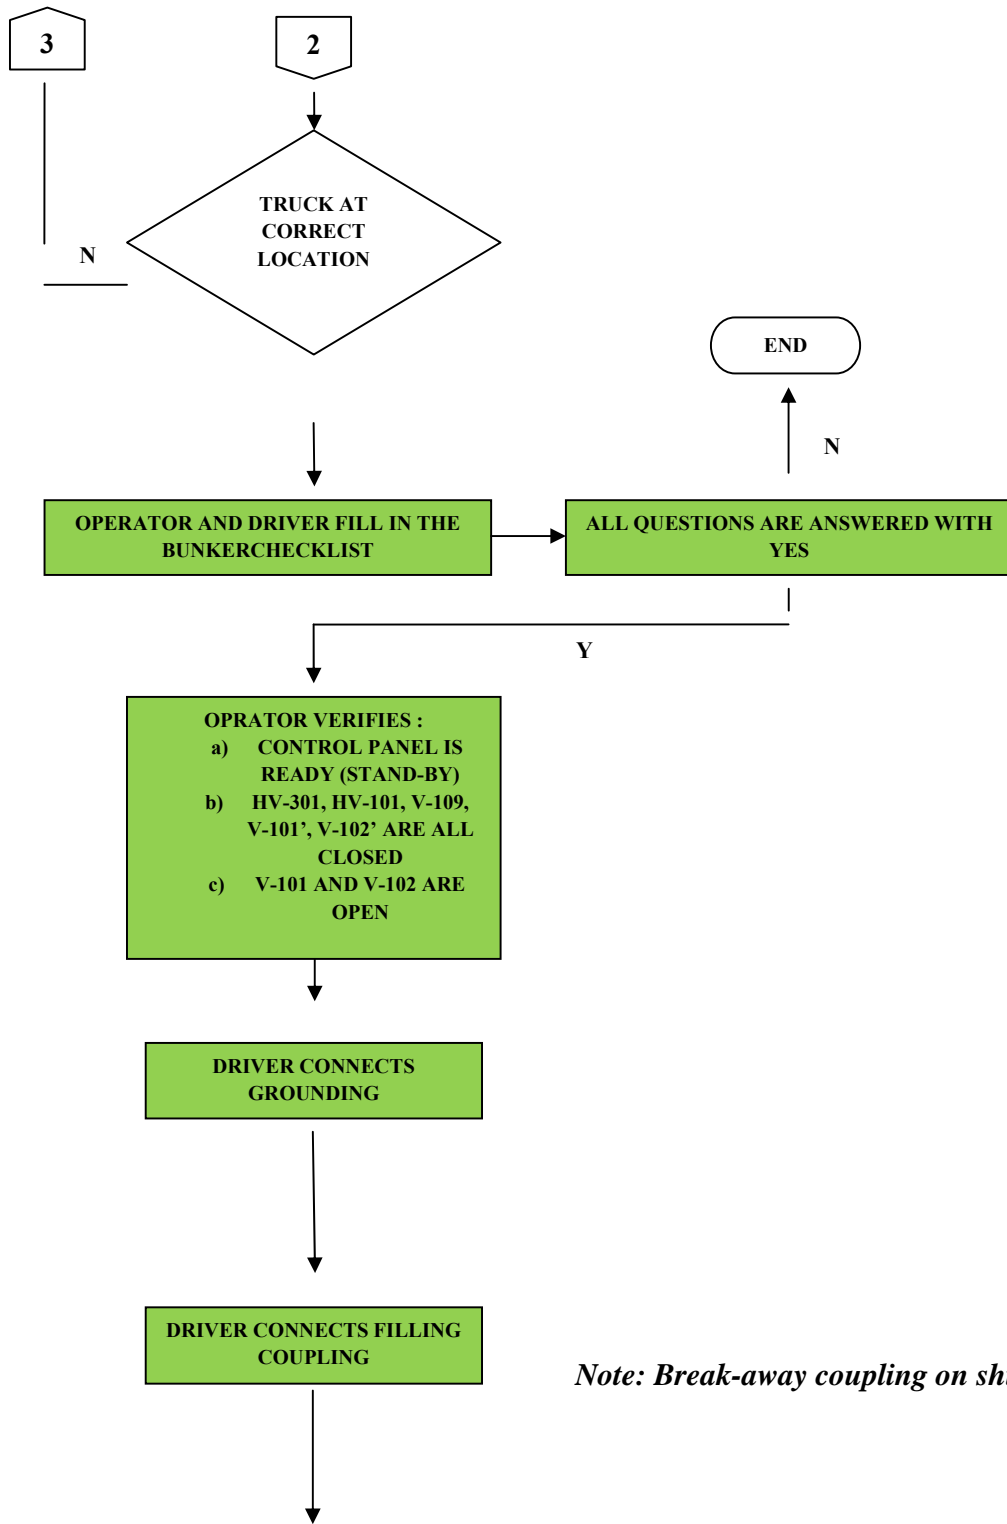 3
2
TRUCK AT
CORRECT
LOCATION
N
END
N
OPERATOR AND DRIVER FILL IN THE
BUNKERCHECKLIST
ALL QUESTIONS ARE ANSWERED WITH
YES
Y
OPRATOR VERIFIES :
a) CONTROL PANEL IS
READY (STAND-BY)
b) HV-301, HV-101, V-109,
V-101’, V-102’ ARE ALL
CLOSED
c) V-101 AND V-102 ARE
OPEN
DRIVER CONNECTS
GROUNDING
DRIVER CONNECTS FILLING
COUPLING
Note: Break-away coupling on